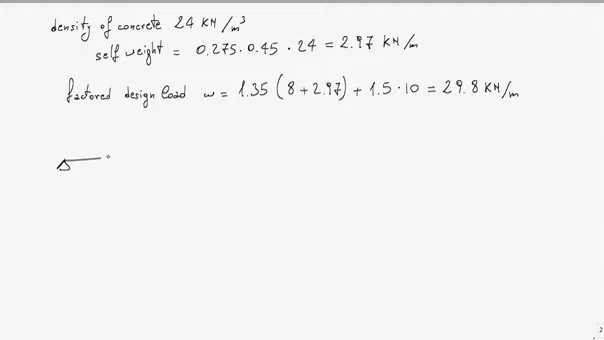 density of concrete 24 KN/m³
self weight = 0.275 · 0.45 · 24 = 2.97 KN/m
factored design load w = 1.35 (8 + 2.97) + 1.5 · 10 = 29.8 KN/m
2